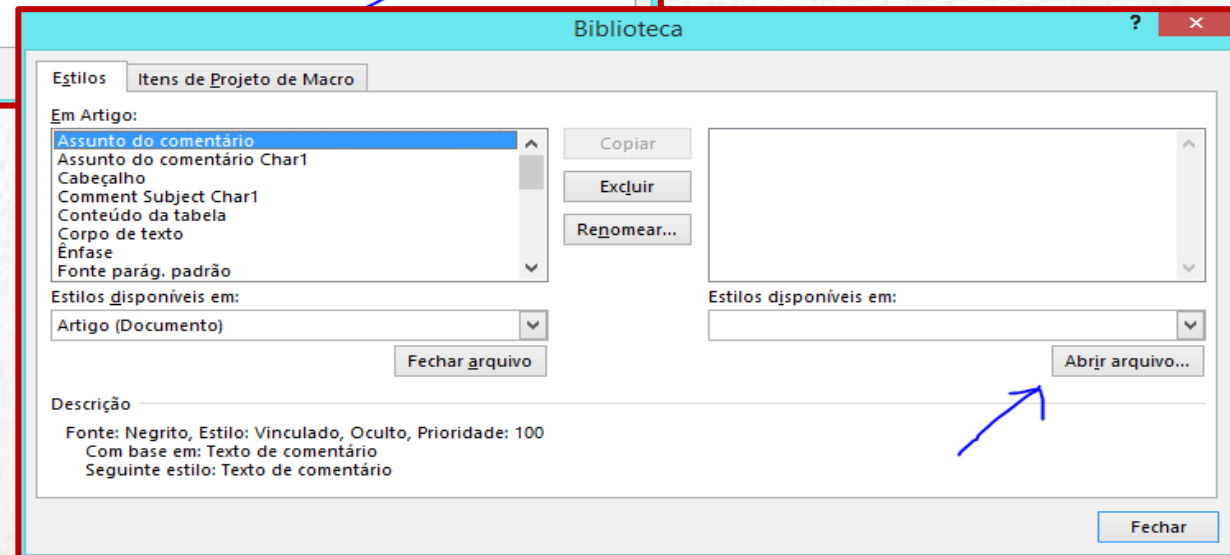 Biblioteca
?
Estilos
Itens de Projeto de Macro
Em Artigo:
Assunto do comentário
Assunto do comentário Char1
Cabeçalho
Comment Subject Char1
Conteúdo da tabela
Corpo de texto
Ênfase
Fonte parág. padrão
Copiar
Excluir
Renomear...
Estilos disponíveis em:
Artigo (Documento)
Fechar arquivo
Estilos disponíveis em:
Abrir arquivo...
Descrição
Fonte: Negrito, Estilo: Vinculado, Oculto, Prioridade: 100
Com base em: Texto de comentário
Seguinte estilo: Texto de comentário
Fechar